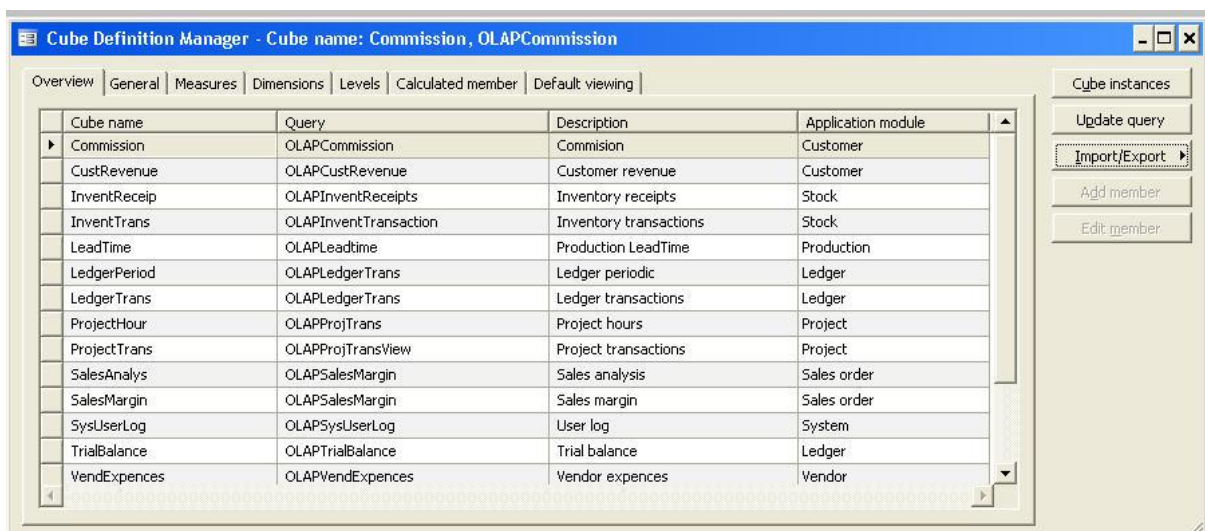 Cube Definition Manager - Cube name: Commission, OLAPCommission
Overview General Measures Dimensions Levels Calculated member Default viewing
Cube name Query Description Application module
Commission OLAPCommission Commision Customer
CustRevenue OLAPCustRevenue Customer revenue Customer
InventReceip OLAPInventReceipts Inventory receipts Stock
InventTrans OLAPInventTransaction Inventory transactions Stock
LeadTime OLAPLeadtime Production LeadTime Production
LedgerPeriod OLAPLedgerTrans Ledger periodic Ledger
LedgerTrans OLAPLedgerTrans Ledger transactions Ledger
ProjectHour OLAPProjTrans Project hours Project
ProjectTrans OLAPProjTransView Project transactions Project
SalesAnalys OLAPSalesMargin Sales analysis Sales order
SalesMargin OLAPSalesMargin Sales margin Sales order
SysUserLog OLAPSysUserLog User log System
TrialBalance OLAPTrialBalance Trial balance Ledger
VendExpences OLAPVendExpences Vendor expences Vendor
Cube instances
Update query
Import/Export
Add member
Edit member